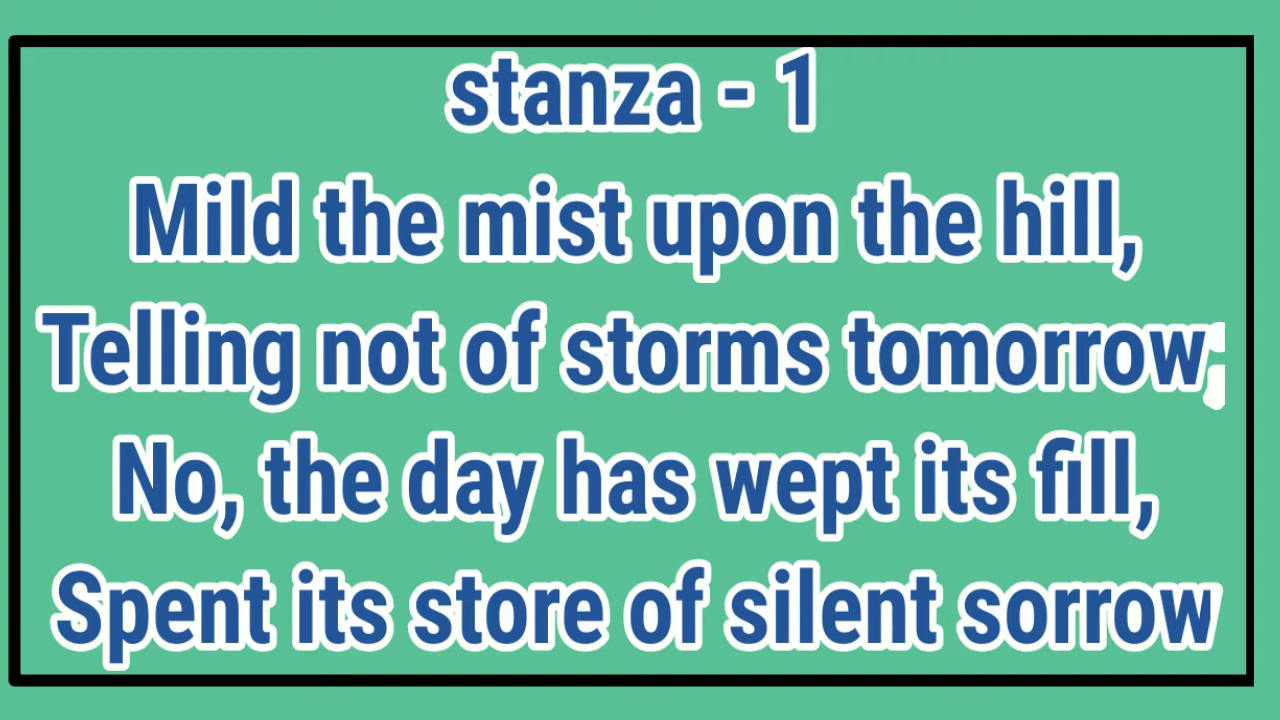 stanza - 1
Mild the mist upon the hill,
Telling not of storms tomorrow;
No, the day has wept its fill,
Spent its store of silent sorrow